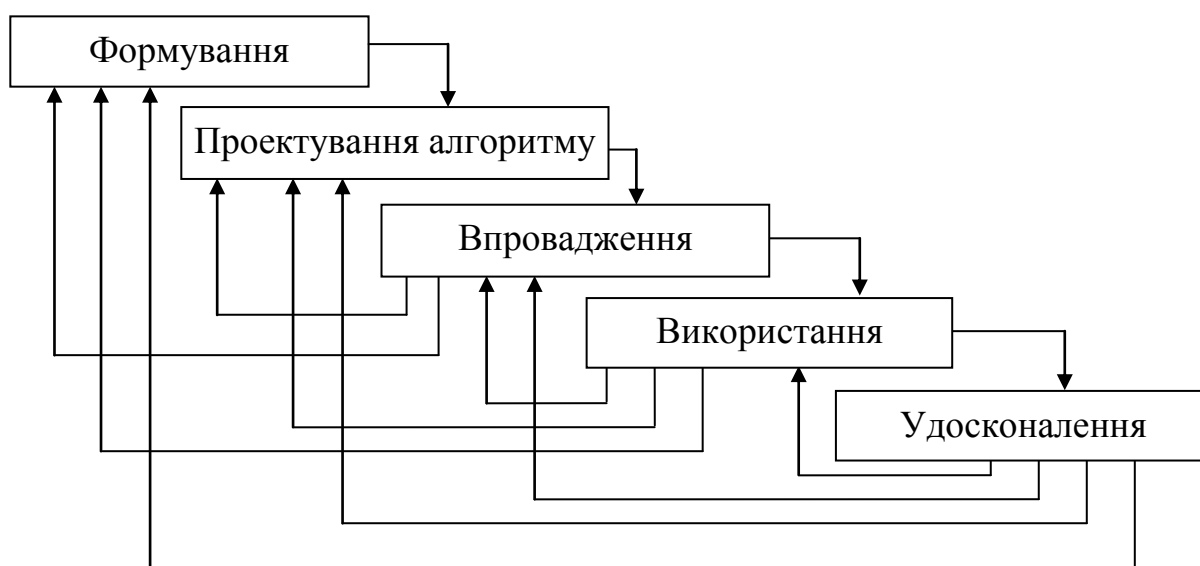 Формування
Проектування алгоритму
Впровадження
Використання
Удосконалення